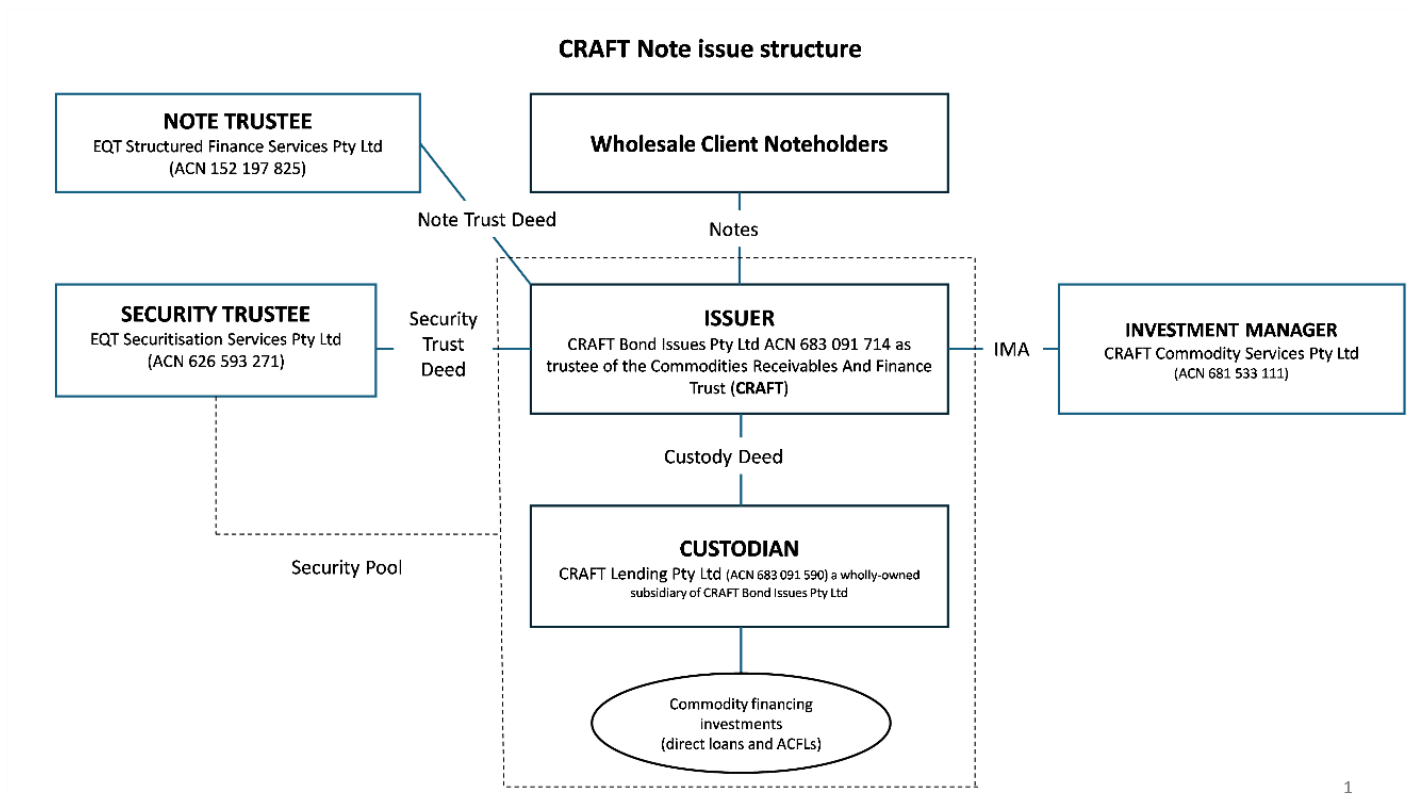 CRAFT Note issue structure
NOTE TRUSTEE
EQT Structured Finance Services Pty Ltd
(ACN 152 197 825)
Wholesale Client Noteholders
Note Trust Deed
Notes
SECURITY TRUSTEE
EQT Securitisation Services Pty Ltd
(ACN 626 593 271)
Security
Trust
Deed
ISSUER
CRAFT Bond Issues Pty Ltd ACN 683 091 714 as
trustee of the Commodities Receivables And Finance
Trust (CRAFT)
IMA
INVESTMENT MANAGER
CRAFT Commodity Services Pty Ltd
(ACN 681 533 111)
Custody Deed
CUSTODIAN
CRAFT Lending Pty Ltd (ACN 683 091 590) a wholly-owned
subsidiary of CRAFT Bond Issues Pty Ltd
Security Pool
Commodity financing
investments
(direct loans and ACFLs)
1